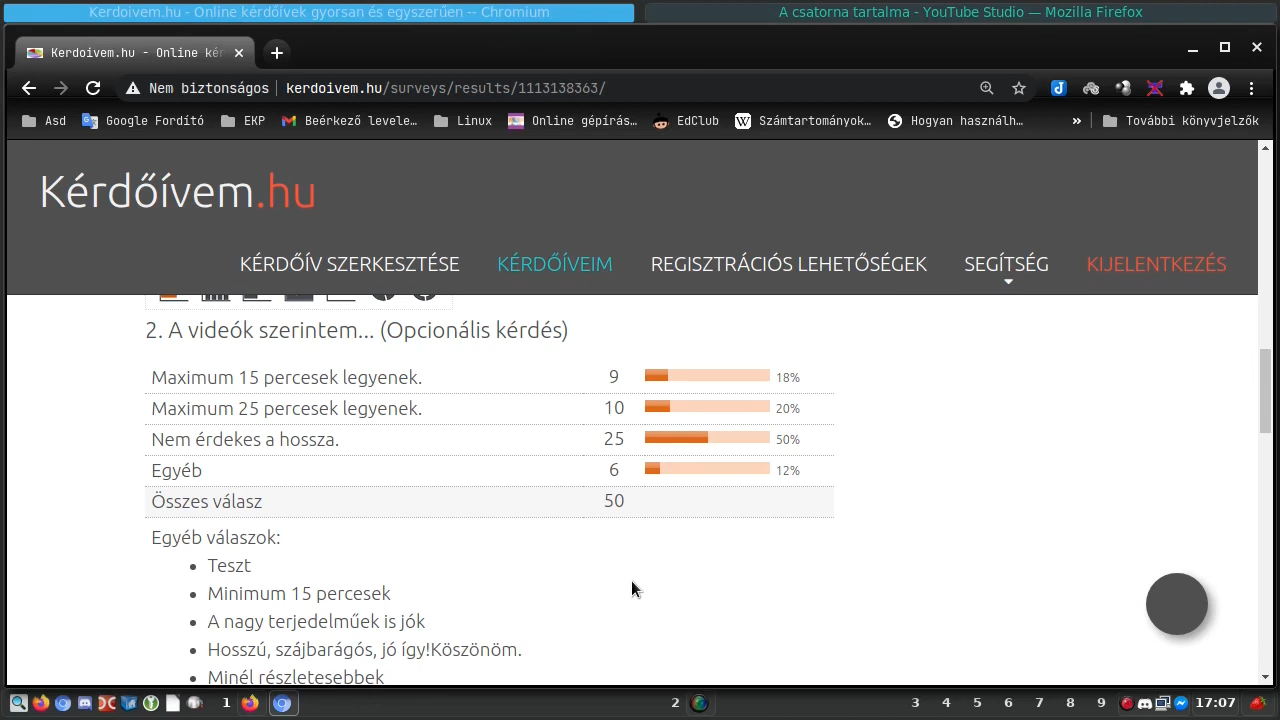 Kerdoivem.hu - Online kérdőívek gyorsan és egyszerűen -- Chromium
A csatorna tartalma - YouTube Studio — Mozilla Firefox
Kerdoivem.hu - Online kér
Nem biztonságos
kerdoivem.hu/surveys/results/1113138363/
Asd
Google Fordító
EKP
Beérkező levele…
Linux
Online gépírás…
EdClub
Számtartományok…
Hogyan használh…
»
További könyvjelzők
Kérdőívem.hu
KÉRDŐÍV SZERKESZTÉSE
KÉRDŐÍVEIM
REGISZTRÁCIÓS LEHETŐSÉGEK
SEGÍTSÉG
KIJELENTKEZÉS
2. A videók szerintem... (Opcionális kérdés)
Maximum 15 percesek legyenek. 9 18%
Maximum 25 percesek legyenek. 10 20%
Nem érdekes a hossza. 25 50%
Egyéb 6 12%
Összes válasz 50
Egyéb válaszok:
Teszt
Minimum 15 percesek
A nagy terjedelműek is jók
Hosszú, szájbarágós, jó így!Köszönöm.
Minél részletesebbek
1 2 3 4 5 6 7 8 9 17:07